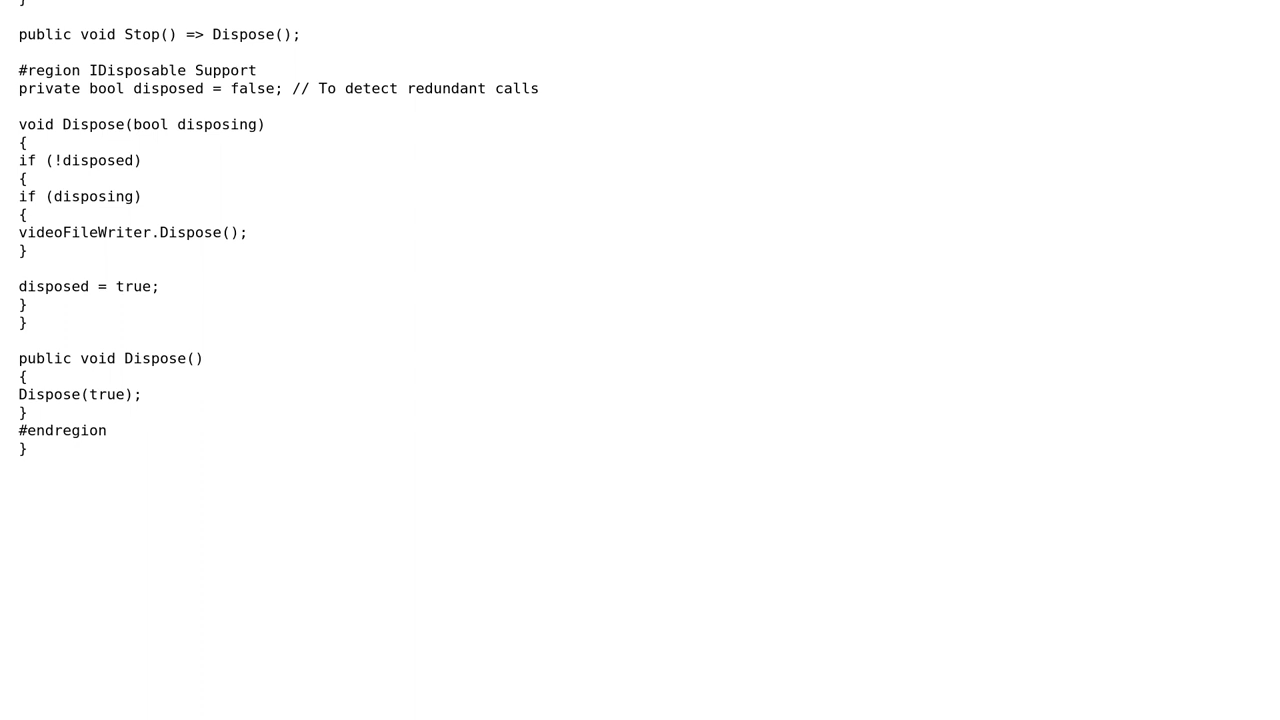 }
public void Stop() => Dispose();
#region IDisposable Support
private bool disposed = false; // To detect redundant calls
void Dispose(bool disposing)
{
if (!disposed)
{
if (disposing)
{
videoFileWriter.Dispose();
}
disposed = true;
}
}
public void Dispose()
{
Dispose(true);
}
#endregion
}